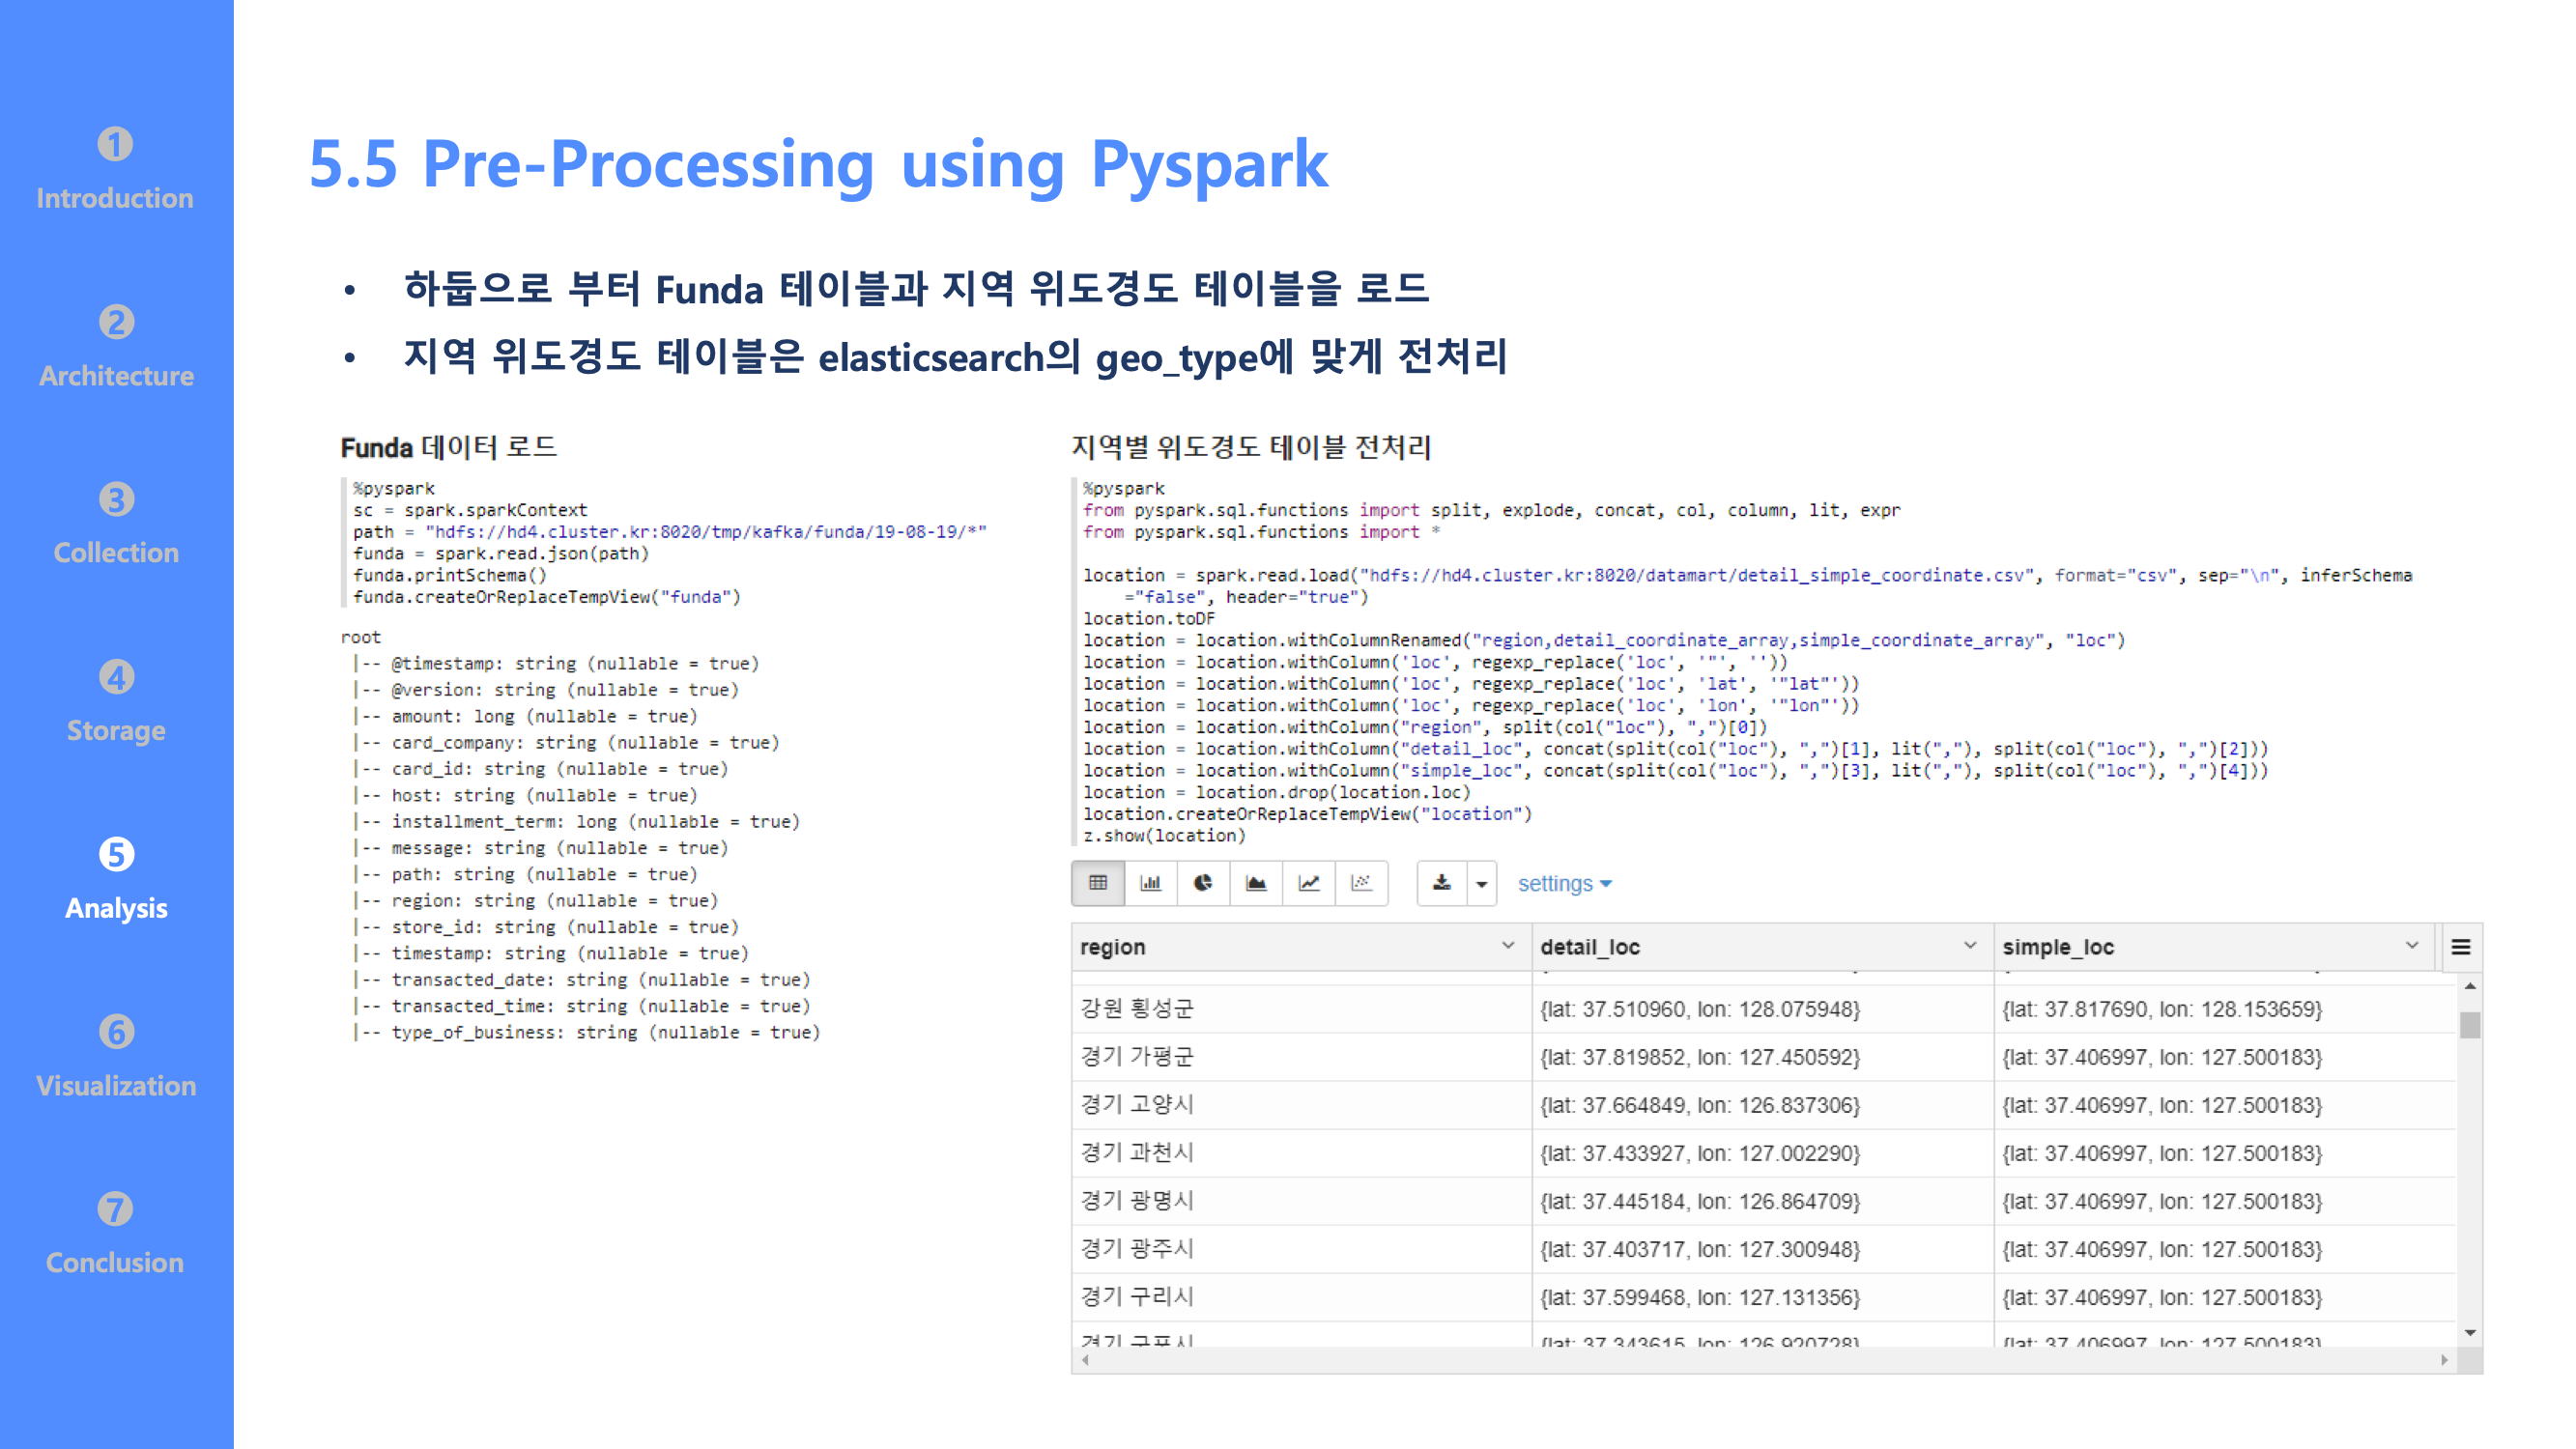 1
Introduction
2
Architecture
3
Collection
4
Storage
5
Analysis
6
Visualization
7
Conclusion
5.5 Pre-Processing using Pyspark
• 하둡으로 부터 Funda 테이블과 지역 위도경도 테이블을 로드
• 지역 위도경도 테이블은 elasticsearch의 geo_type에 맞게 전처리
Funda 데이터 로드
%pyspark
sc = spark.sparkContext
path = "hdfs://hd4.cluster.kr:8020/tmp/kafka/funda/19-08-19/*"
funda = spark.read.json(path)
funda.printSchema()
funda.createOrReplaceTempView("funda")
root
|-- @timestamp: string (nullable = true)
|-- @version: string (nullable = true)
|-- amount: long (nullable = true)
|-- card_company: string (nullable = true)
|-- card_id: string (nullable = true)
|-- host: string (nullable = true)
|-- installment_term: long (nullable = true)
|-- message: string (nullable = true)
|-- path: string (nullable = true)
|-- region: string (nullable = true)
|-- store_id: string (nullable = true)
|-- timestamp: string (nullable = true)
|-- transacted_date: string (nullable = true)
|-- transacted_time: string (nullable = true)
|-- type_of_business: string (nullable = true)
지역별 위도경도 테이블 전처리
%pyspark
from pyspark.sql.functions import split, explode, concat, col, column, lit, expr
from pyspark.sql.functions import *
location = spark.read.load("hdfs://hd4.cluster.kr:8020/datamart/detail_simple_coordinate.csv", format="csv", sep="\n", inferSchema
="false", header="true")
location.toDF
location = location.withColumnRenamed("region,detail_coordinate_array,simple_coordinate_array", "loc")
location = location.withColumn('loc', regexp_replace('loc', '"', ''))
location = location.withColumn('loc', regexp_replace('loc', 'lat', '"lat"'))
location = location.withColumn('loc', regexp_replace('loc', 'lon', '"lon"'))
location = location.withColumn("region", split(col("loc"), ",")[0])
location = location.withColumn("detail_loc", concat(split(col("loc"), ",")[1], lit(","), split(col("loc"), ",")[2]))
location = location.withColumn("simple_loc", concat(split(col("loc"), ",")[3], lit(","), split(col("loc"), ",")[4]))
location = location.drop(location.loc)
location.createOrReplaceTempView("location")
z.show(location)
settings
region detail_loc simple_loc
강원 횡성군 {lat: 37.510960, lon: 128.075948} {lat: 37.817690, lon: 128.153659}
경기 가평군 {lat: 37.819852, lon: 127.450592} {lat: 37.406997, lon: 127.500183}
경기 고양시 {lat: 37.664849, lon: 126.837306} {lat: 37.406997, lon: 127.500183}
경기 과천시 {lat: 37.433927, lon: 127.002290} {lat: 37.406997, lon: 127.500183}
경기 광명시 {lat: 37.445184, lon: 126.864709} {lat: 37.406997, lon: 127.500183}
경기 광주시 {lat: 37.403717, lon: 127.300948} {lat: 37.406997, lon: 127.500183}
경기 구리시 {lat: 37.599468, lon: 127.131356} {lat: 37.406997, lon: 127.500183}
경기 군포시 {lat: 37.343615, lon: 126.920728} {lat: 37.406997, lon: 127.500183}